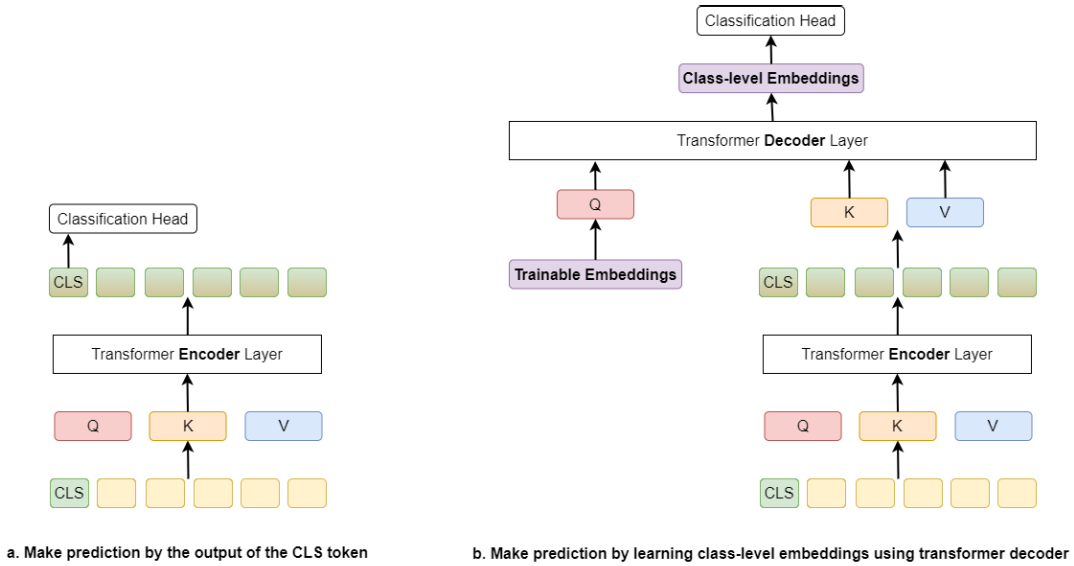 Classification Head
CLS
Transformer Encoder Layer
Q K V
CLS
a. Make prediction by the output of the CLS token
Classification Head
Class-level Embeddings
Transformer Decoder Layer
Q
K V
Trainable Embeddings
CLS
Transformer Encoder Layer
Q K V
CLS
b. Make prediction by learning class-level embeddings using transformer decoder